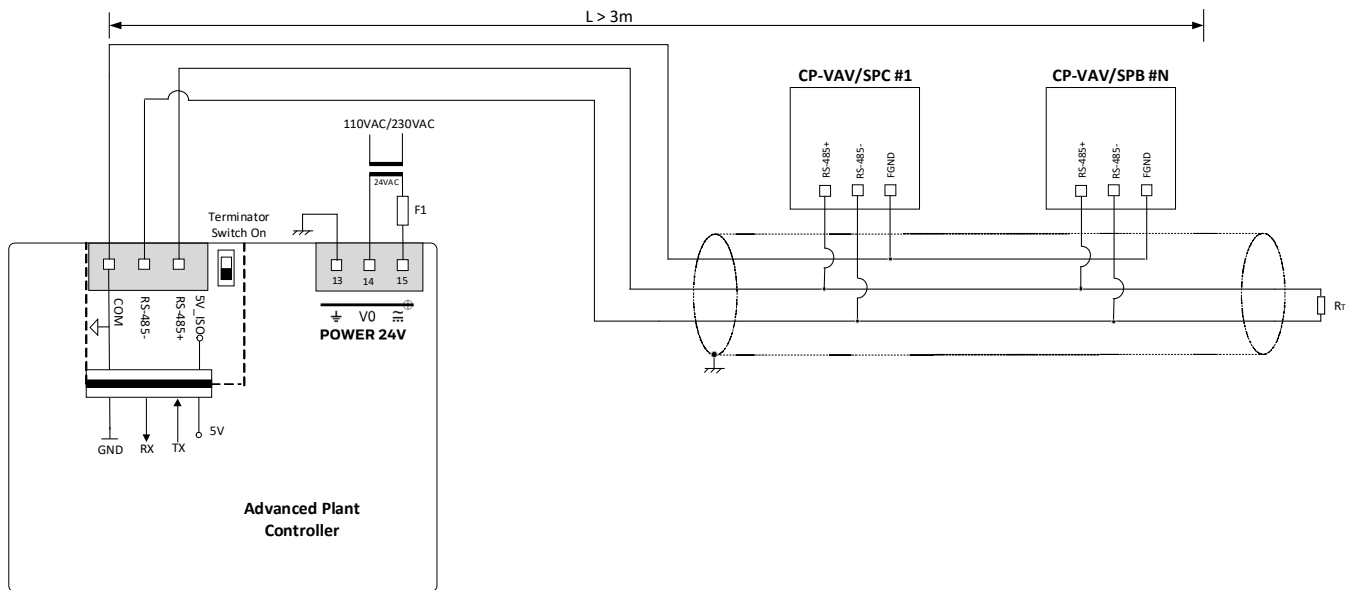 L > 3m
CP-VAV/SPC #1
CP-VAV/SPB #N
RS-485+
RS-485-
FGND
RS-485+
RS-485-
FGND
110VAC/230VAC
24VAC
F1
Terminator
Switch On
13
14
15
V0
POWER 24V
COM
RS-485-
RS-485+
5V_ISO
RT
GND
RX
TX
5V
Advanced Plant
Controller